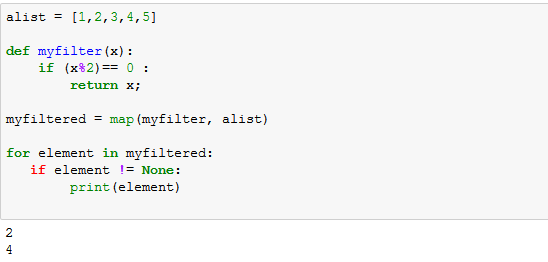 alist = [1,2,3,4,5]
def myfilter(x):
    if (x%2)== 0 :
        return x;
myfiltered = map(myfilter, alist)
for element in myfiltered:
   if element != None:
        print(element)
2
4